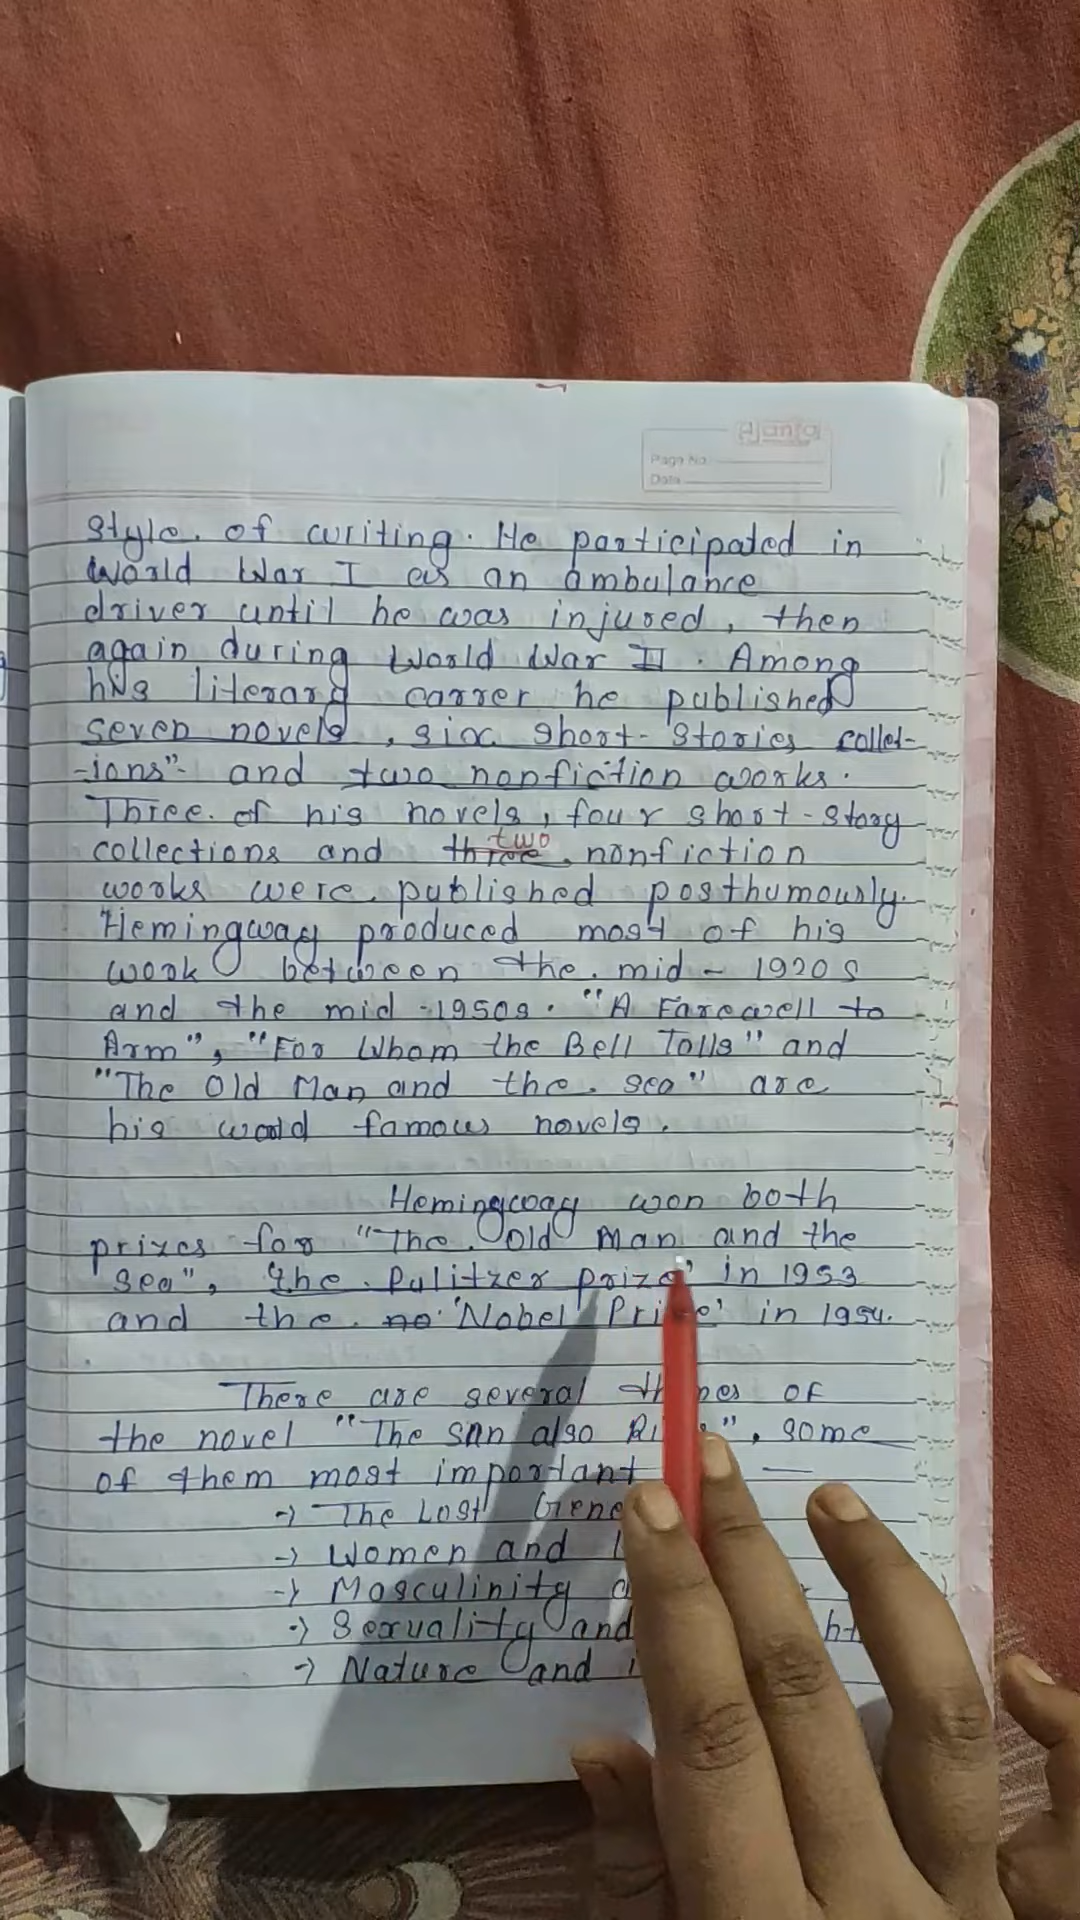 Ajanta
Page No.
Date
style. of writing. He participated in
World War I as an ambulance
driver until he was injured, then
again during World War II. Among
his literary carrer he published
seven novels, six short-stories collet-
-ions" and two nonfiction works.
Three of his novels, four short-story
collections and three two nonfiction
works were published posthumously.
Hemingway produced most of his
work between the mid - 1920s
and the mid -1950s. "A Farewell to
Arm", "For Whom the Bell Tolls" and
"The Old Man and the sea" are
his world famous novels.
Hemingway won both
prizes for "The Old Man and the
Sea", the Pulitzer prize' in 1953
and the no 'Nobel Prize' in 1954.
There are several of
the novel "The Sun also", some
of them most important —
→ The Lost
→ Women and
→ Masculinity
→ Sexuality and
→ Nature and